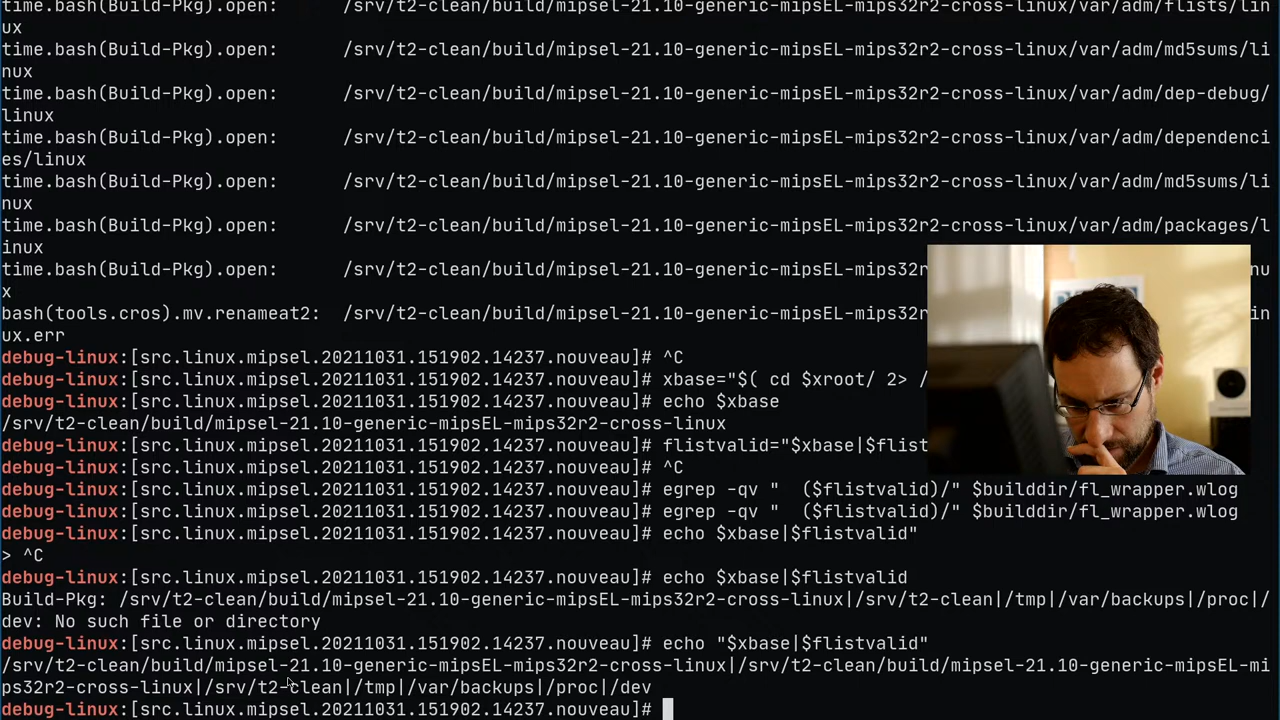 time.bash(Build-Pkg).open:      /srv/t2-clean/build/mipsel-21.10-generic-mipsEL-mips32r2-cross-linux/var/adm/flists/lin
ux
time.bash(Build-Pkg).open:      /srv/t2-clean/build/mipsel-21.10-generic-mipsEL-mips32r2-cross-linux/var/adm/md5sums/li
nux
time.bash(Build-Pkg).open:      /srv/t2-clean/build/mipsel-21.10-generic-mipsEL-mips32r2-cross-linux/var/adm/dep-debug/
linux
time.bash(Build-Pkg).open:      /srv/t2-clean/build/mipsel-21.10-generic-mipsEL-mips32r2-cross-linux/var/adm/dependenci
es/linux
time.bash(Build-Pkg).open:      /srv/t2-clean/build/mipsel-21.10-generic-mipsEL-mips32r2-cross-linux/var/adm/md5sums/li
nux
time.bash(Build-Pkg).open:      /srv/t2-clean/build/mipsel-21.10-generic-mipsEL-mips32r2-cross-linux/var/adm/packages/l
inux
time.bash(Build-Pkg).open:      /srv/t2-clean/build/mipsel-21.10-generic-mipsEL-mips32r2 nu
x
bash(tools.cros).mv.renameat2:  /srv/t2-clean/build/mipsel-21.10-generic-mipsEL-mips32r2 in
ux.err
debug-linux:[src.linux.mipsel.20211031.151902.14237.nouveau]# ^C
debug-linux:[src.linux.mipsel.20211031.151902.14237.nouveau]# xbase="$( cd $xroot/ 2> /
debug-linux:[src.linux.mipsel.20211031.151902.14237.nouveau]# echo $xbase
/srv/t2-clean/build/mipsel-21.10-generic-mipsEL-mips32r2-cross-linux
debug-linux:[src.linux.mipsel.20211031.151902.14237.nouveau]# flistvalid="$xbase|$flist
debug-linux:[src.linux.mipsel.20211031.151902.14237.nouveau]# ^C
debug-linux:[src.linux.mipsel.20211031.151902.14237.nouveau]# egrep -qv "  ($flistvalid)/" $builddir/fl_wrapper.wlog
debug-linux:[src.linux.mipsel.20211031.151902.14237.nouveau]# egrep -qv "  ($flistvalid)/" $builddir/fl_wrapper.wlog
debug-linux:[src.linux.mipsel.20211031.151902.14237.nouveau]# echo $xbase|$flistvalid"
> ^C
debug-linux:[src.linux.mipsel.20211031.151902.14237.nouveau]# echo $xbase|$flistvalid
Build-Pkg: /srv/t2-clean/build/mipsel-21.10-generic-mipsEL-mips32r2-cross-linux|/srv/t2-clean|/tmp|/var/backups|/proc|/
dev: No such file or directory
debug-linux:[src.linux.mipsel.20211031.151902.14237.nouveau]# echo "$xbase|$flistvalid"
/srv/t2-clean/build/mipsel-21.10-generic-mipsEL-mips32r2-cross-linux|/srv/t2-clean/build/mipsel-21.10-generic-mipsEL-mi
ps32r2-cross-linux|/srv/t2-clean|/tmp|/var/backups|/proc|/dev
debug-linux:[src.linux.mipsel.20211031.151902.14237.nouveau]#